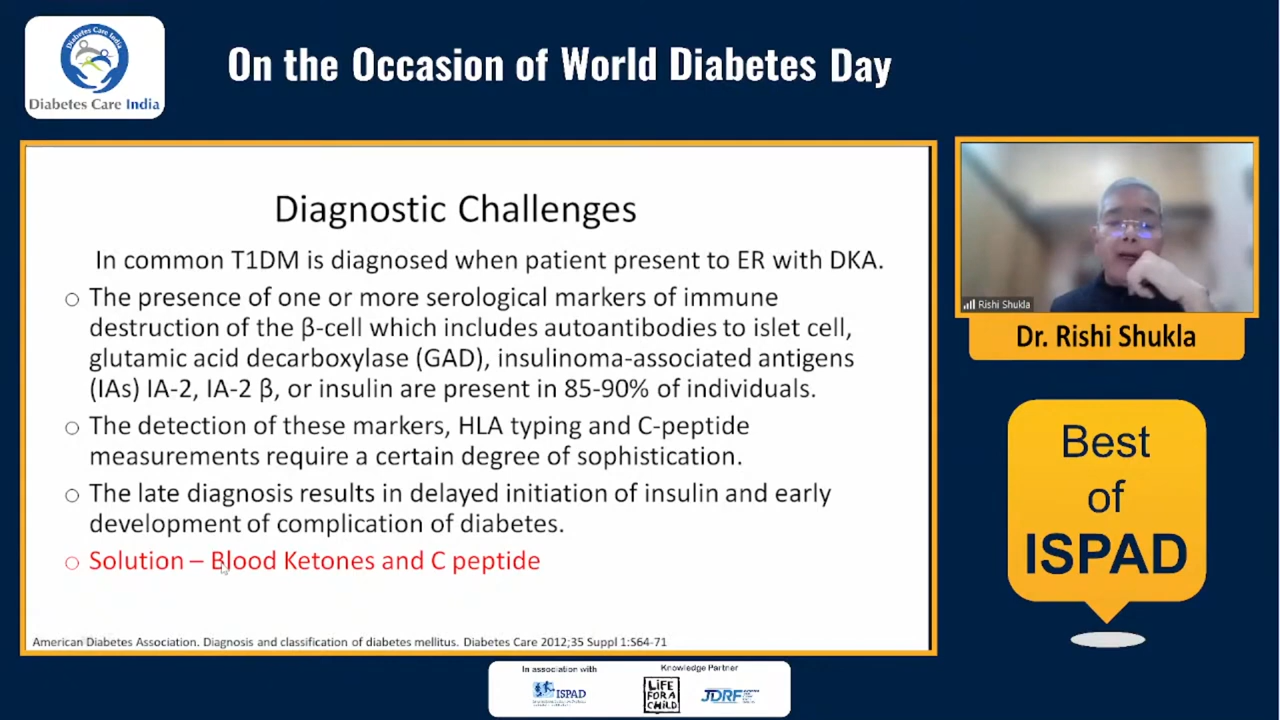 Diabetes Care India
Diabetes Care India
On the Occasion of World Diabetes Day
Diagnostic Challenges
In common T1DM is diagnosed when patient present to ER with DKA.
○ The presence of one or more serological markers of immune
destruction of the β-cell which includes autoantibodies to islet cell,
glutamic acid decarboxylase (GAD), insulinoma-associated antigens
(IAs) IA-2, IA-2 β, or insulin are present in 85-90% of individuals.
○ The detection of these markers, HLA typing and C-peptide
measurements require a certain degree of sophistication.
○ The late diagnosis results in delayed initiation of insulin and early
development of complication of diabetes.
○ Solution – Blood Ketones and C peptide
American Diabetes Association. Diagnosis and classification of diabetes mellitus. Diabetes Care 2012;35 Suppl 1:S64-71
Rishi Shukla
Dr. Rishi Shukla
Best
of
ISPAD
In association with
ISPAD
Knowledge Partner
LiFE
FOR A
CHiLD
JDRF